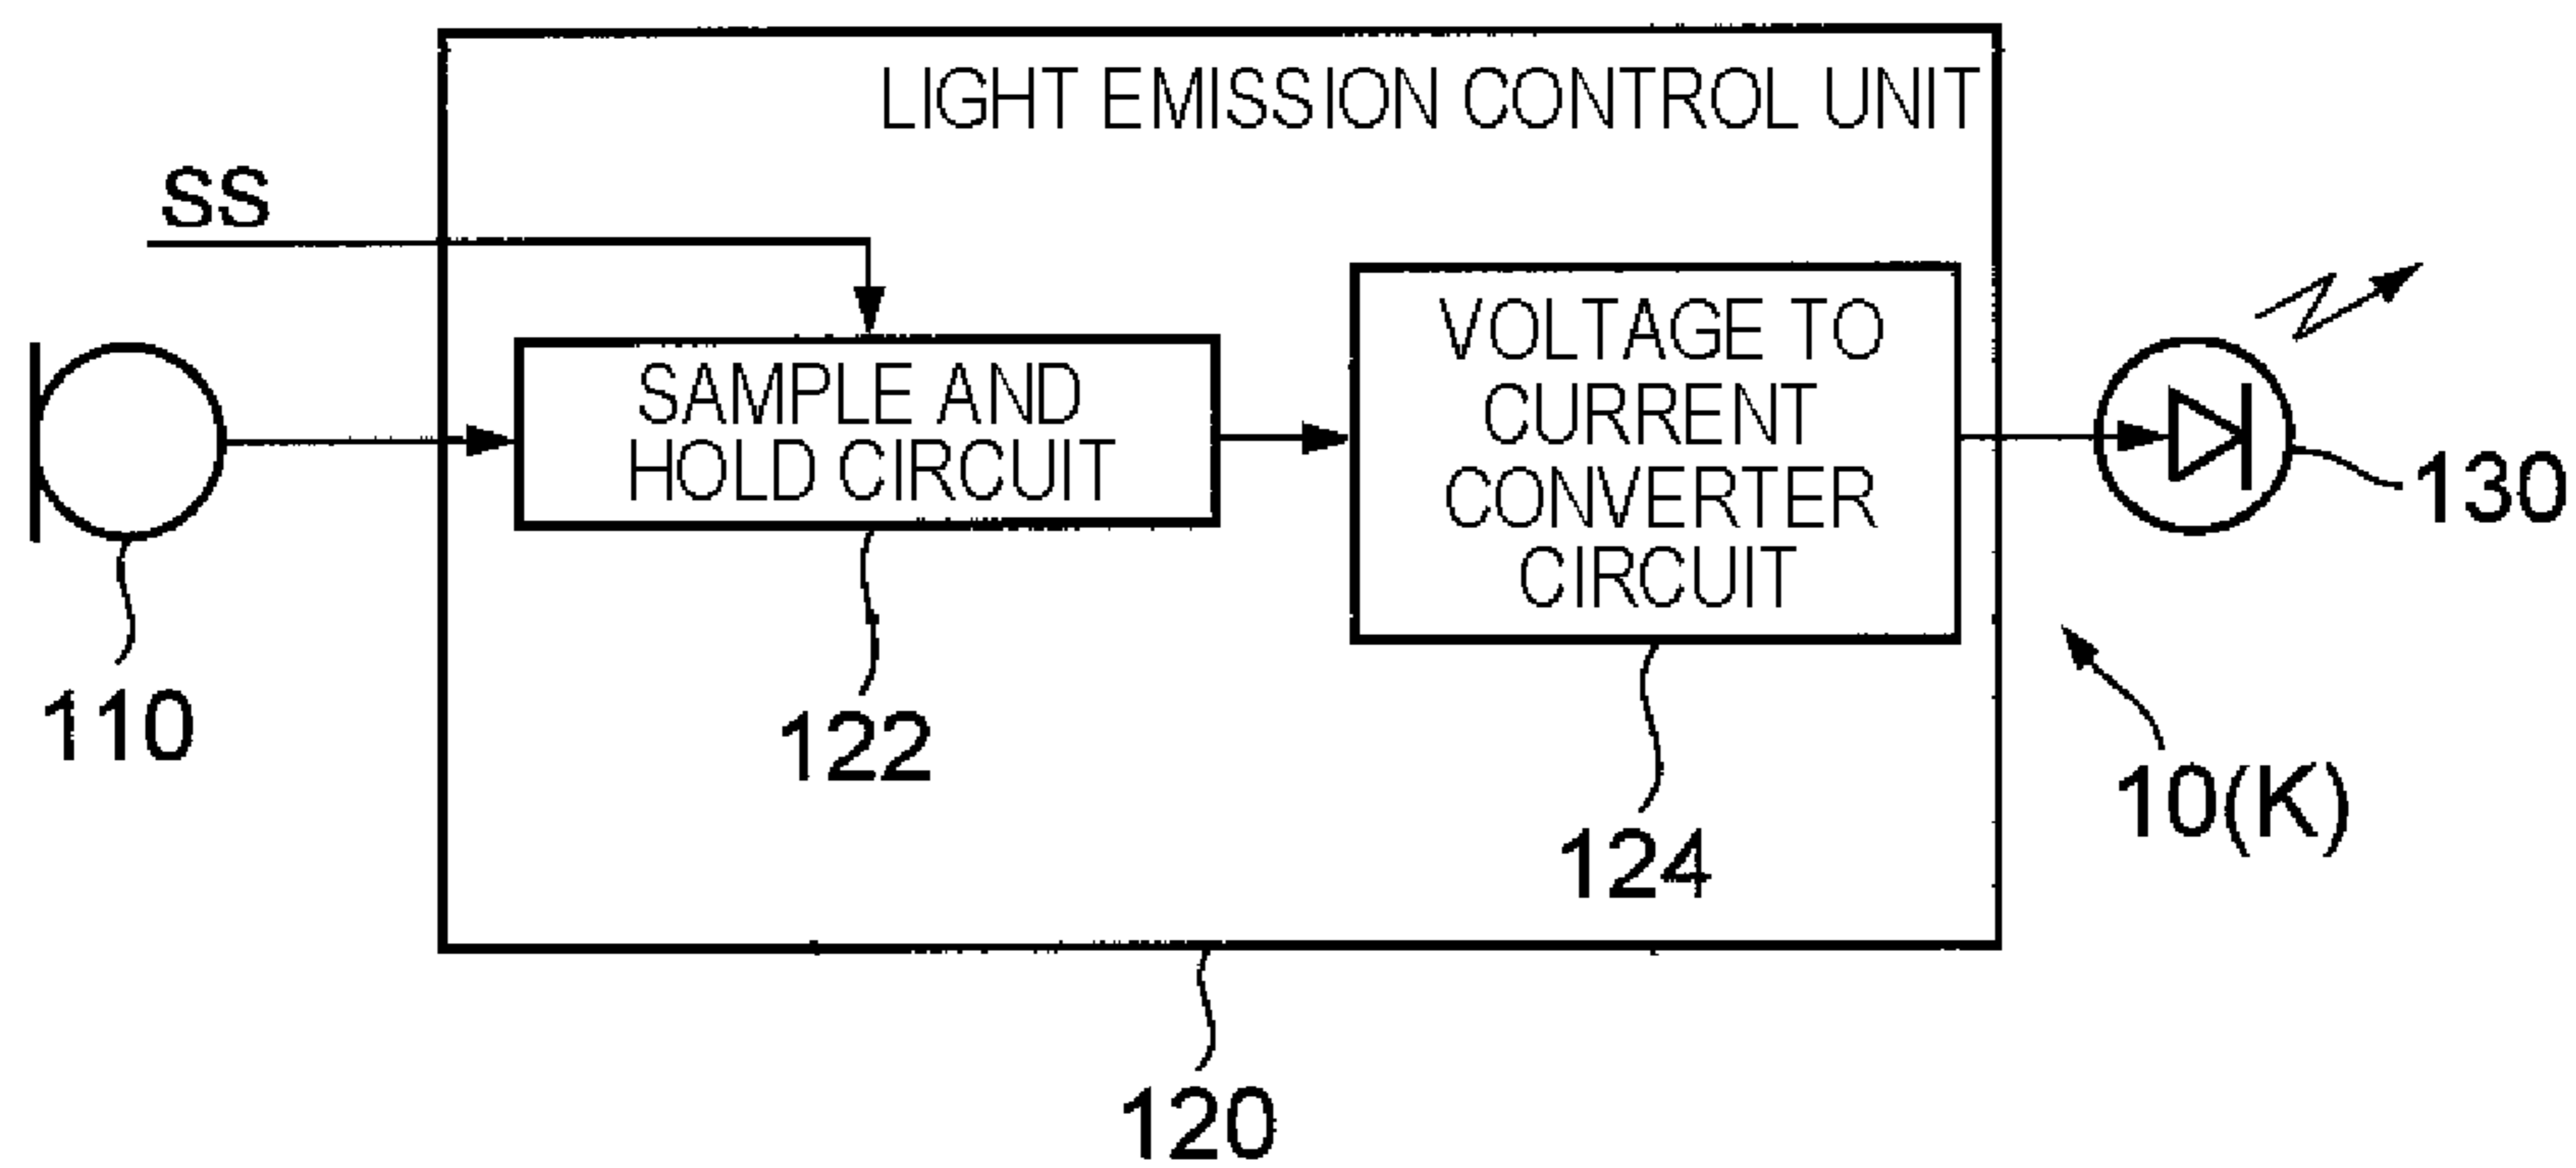 LIGHT EMISSION CONTROL UNIT
SS
SAMPLE AND
HOLD CIRCUIT
VOLTAGE TO
CURRENT
CONVERTER
CIRCUIT
130
110
122
124
10(K)
120